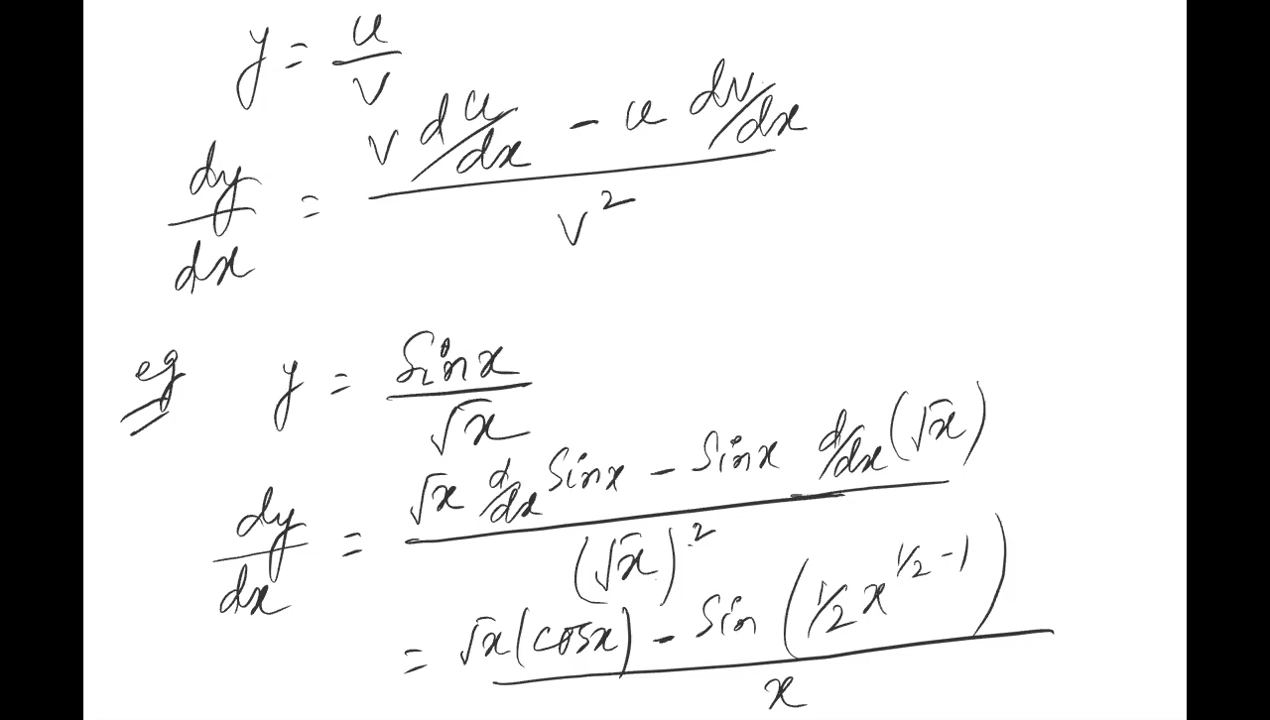 y = u/v
dy/dx = (v du/dx - u dv/dx)/v²
eg y = Sinx/√x
dy/dx = (√x d/dx Sinx - Sinx d/dx (√x))/(√x)²
= (√x(cosx) - Sin (1/2 x^(1/2 - 1)))/x